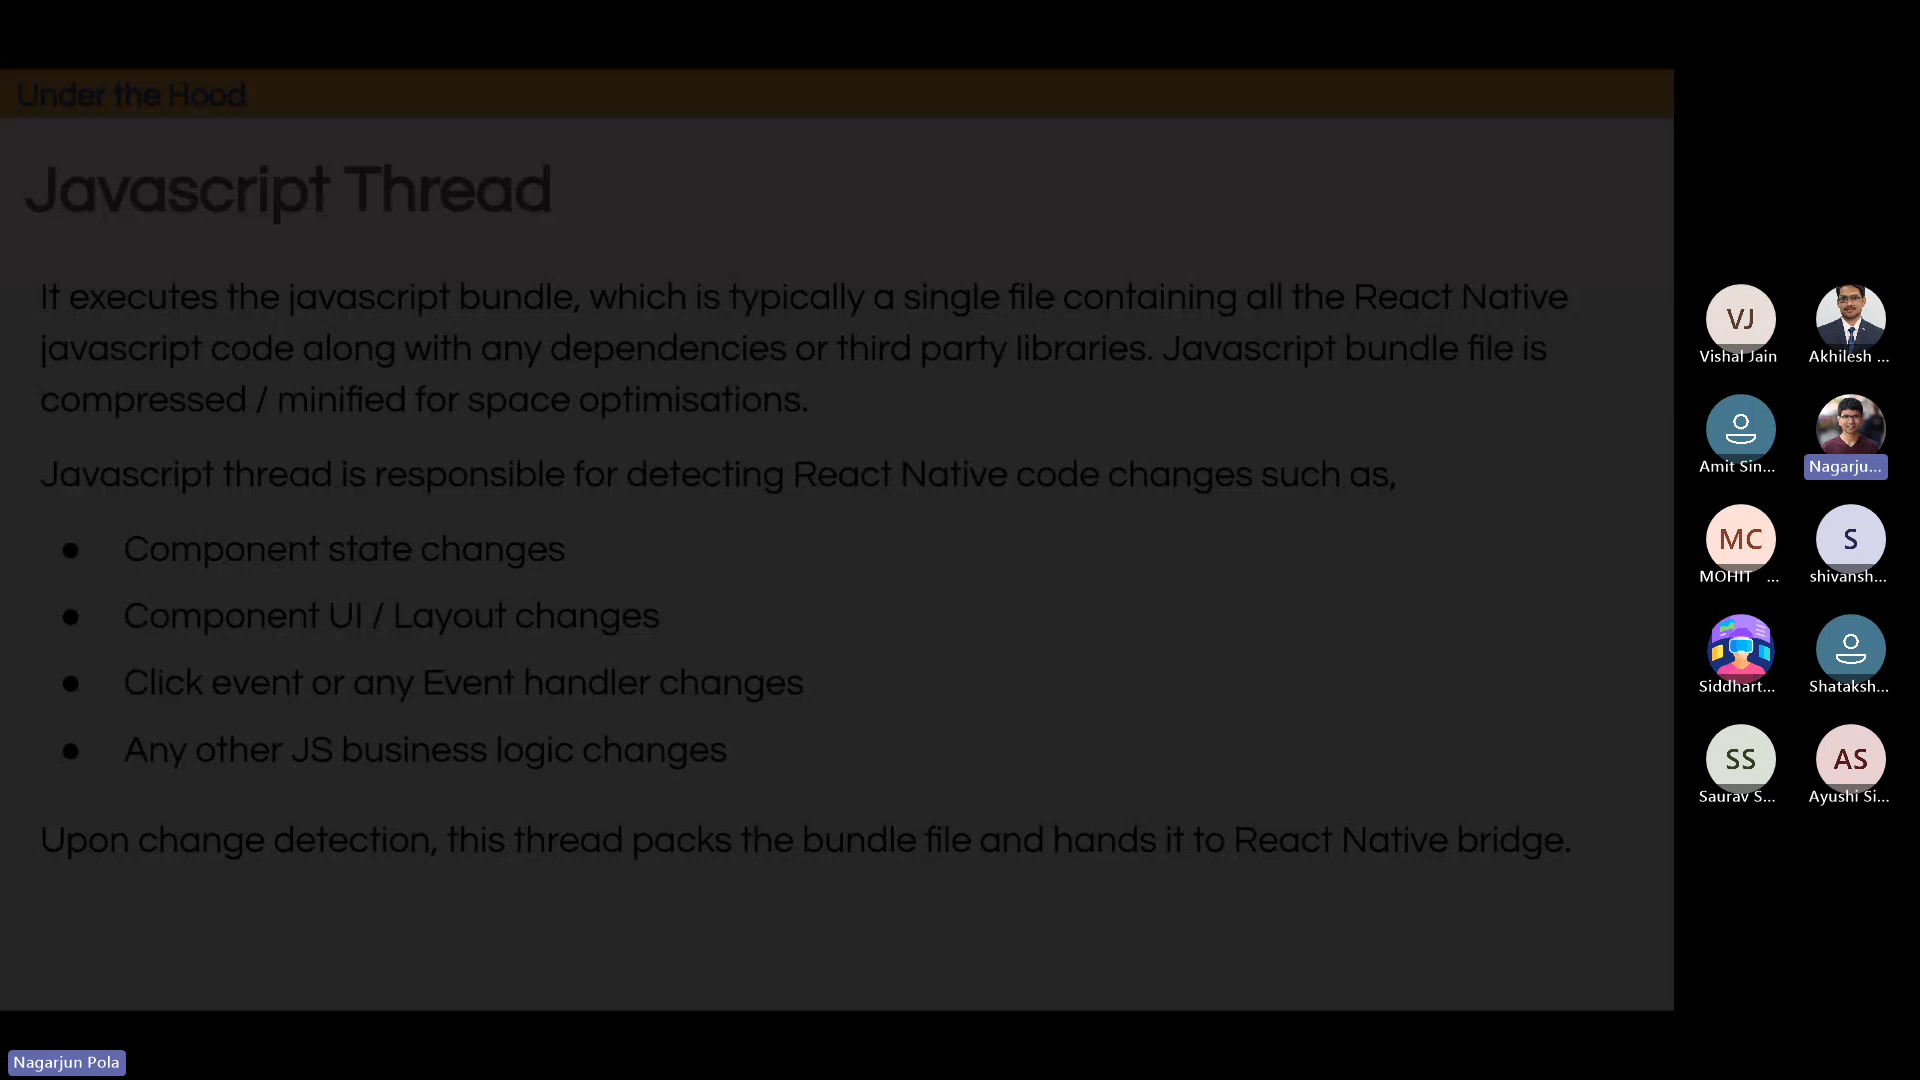 Under the Hood
Javascript Thread
It executes the javascript bundle, which is typically a single file containing all the React Native
javascript code along with any dependencies or third party libraries. Javascript bundle file is
compressed / minified for space optimisations.
Javascript thread is responsible for detecting React Native code changes such as,
● Component state changes
● Component UI / Layout changes
● Click event or any Event handler changes
● Any other JS business logic changes
Upon change detection, this thread packs the bundle file and hands it to React Native bridge.
VJ
Vishal Jain
Akhilesh ...
Amit Sin...
Nagarju...
MC
MOHIT ...
S
shivansh...
Siddhart...
Shataksh...
SS
Saurav S...
AS
Ayushi Si...
Nagarjun Pola